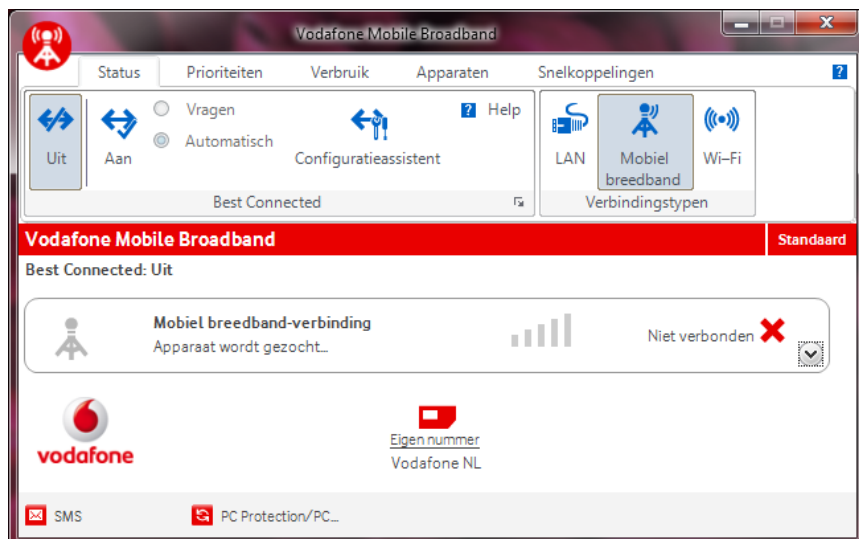 Vodafone Mobile Broadband
Status Prioriteiten Verbruik Apparaten Snelkoppelingen ?
Vragen ? Help
Automatisch
Uit Aan Configuratieassistent LAN Mobiel breedband Wi-Fi
Best Connected Verbindingstypen
Vodafone Mobile Broadband Standaard
Best Connected: Uit
Mobiel breedband-verbinding
Apparaat wordt gezocht... Niet verbonden
vodafone
Eigen nummer
Vodafone NL
SMS PC Protection/PC...